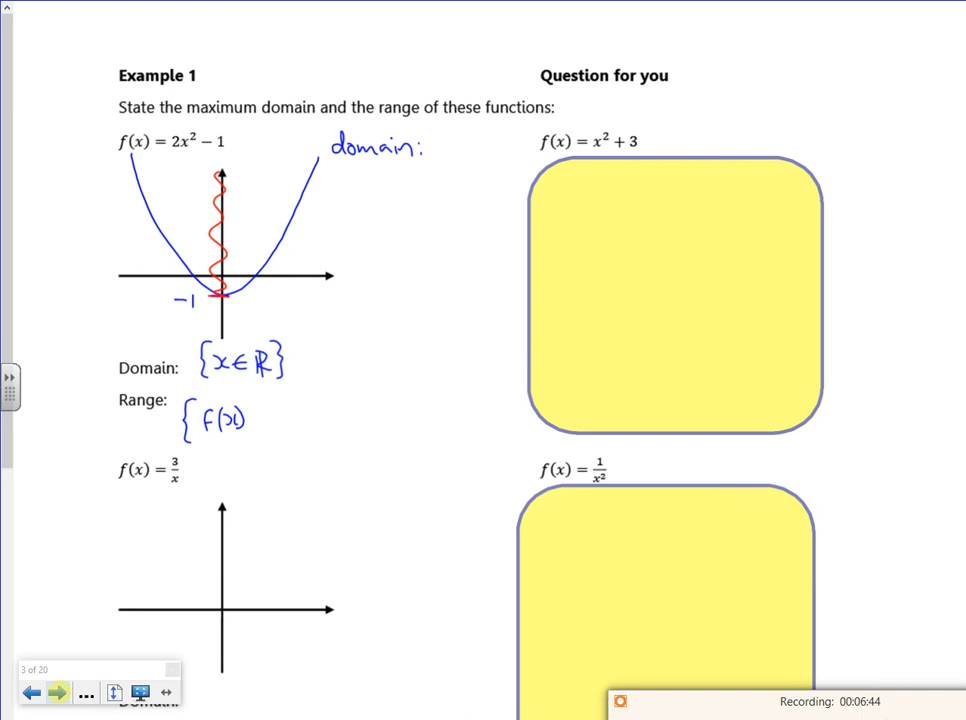 Example 1
Question for you
State the maximum domain and the range of these functions:
f(x) = 2x² − 1
domain:
−1
Domain: {x ∈ ℝ}
Range: {f(x)
f(x) = x² + 3
f(x) = 3/x
f(x) = 1/x²
3 of 20
...
Domain:
Recording: 00:06:44